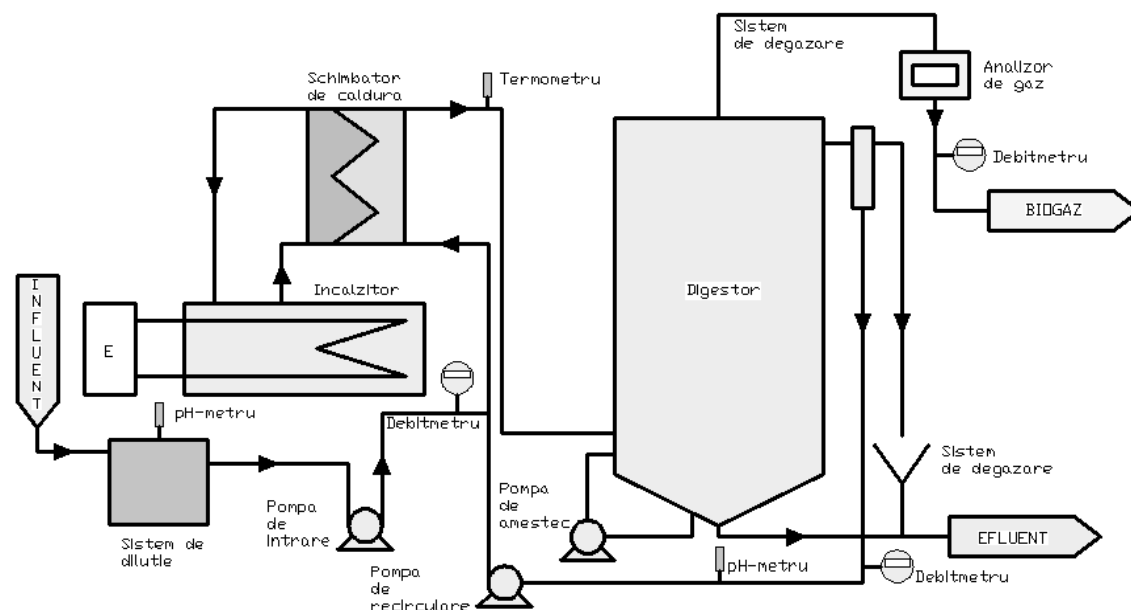 Sistem
de degazare
Analizor
de gaz
Schimbator
de caldura
Termometru
Debitmetru
BIOGAZ
INFLUENT
Incalzitor
Digestor
E
pH-metru
Debitmetru
Sistem
de degazare
Pompa
de
amestec
Pompa
de
intrare
Sistem de
dilutie
EFLUENT
Pompa
de
recirculare
pH-metru
Debitmetru